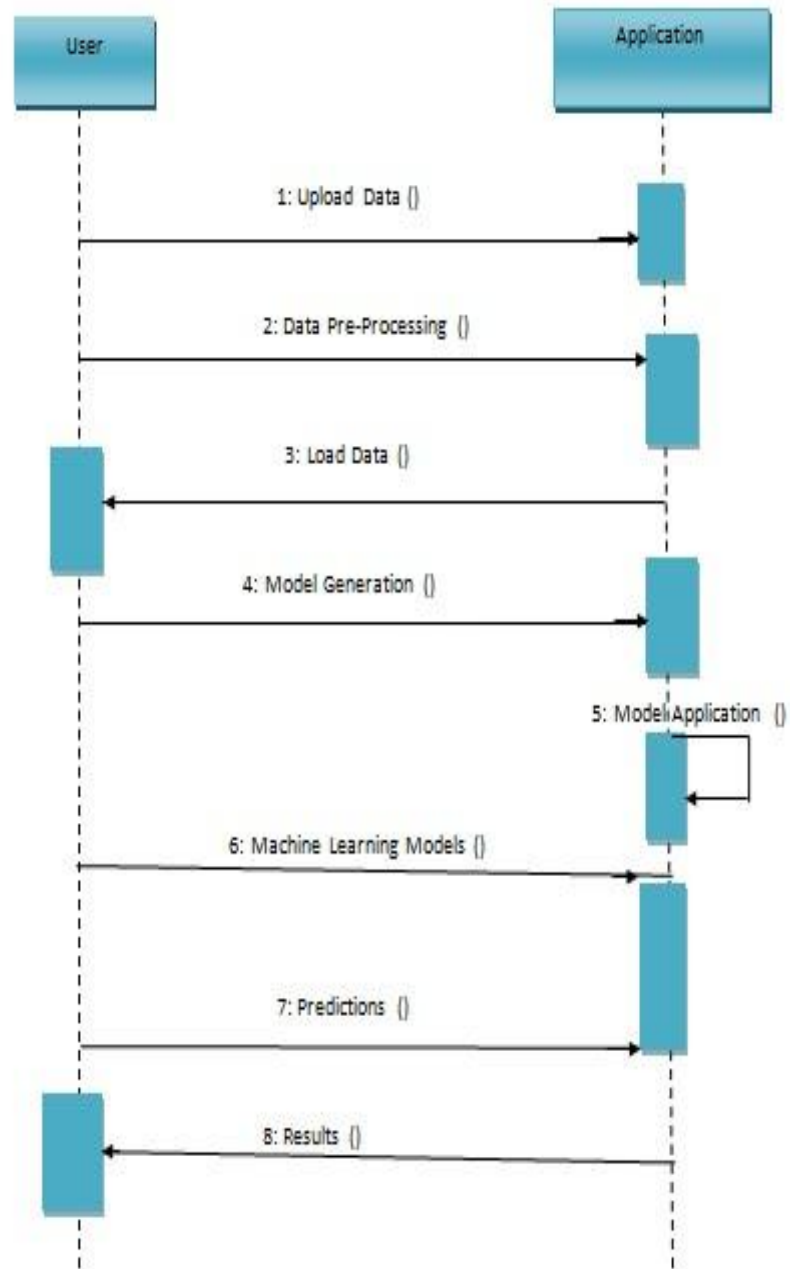 User
Application
1: Upload Data ()
2: Data Pre-Processing ()
3: Load Data ()
4: Model Generation ()
5: Model Application ()
6: Machine Learning Models ()
7: Predictions ()
8: Results ()